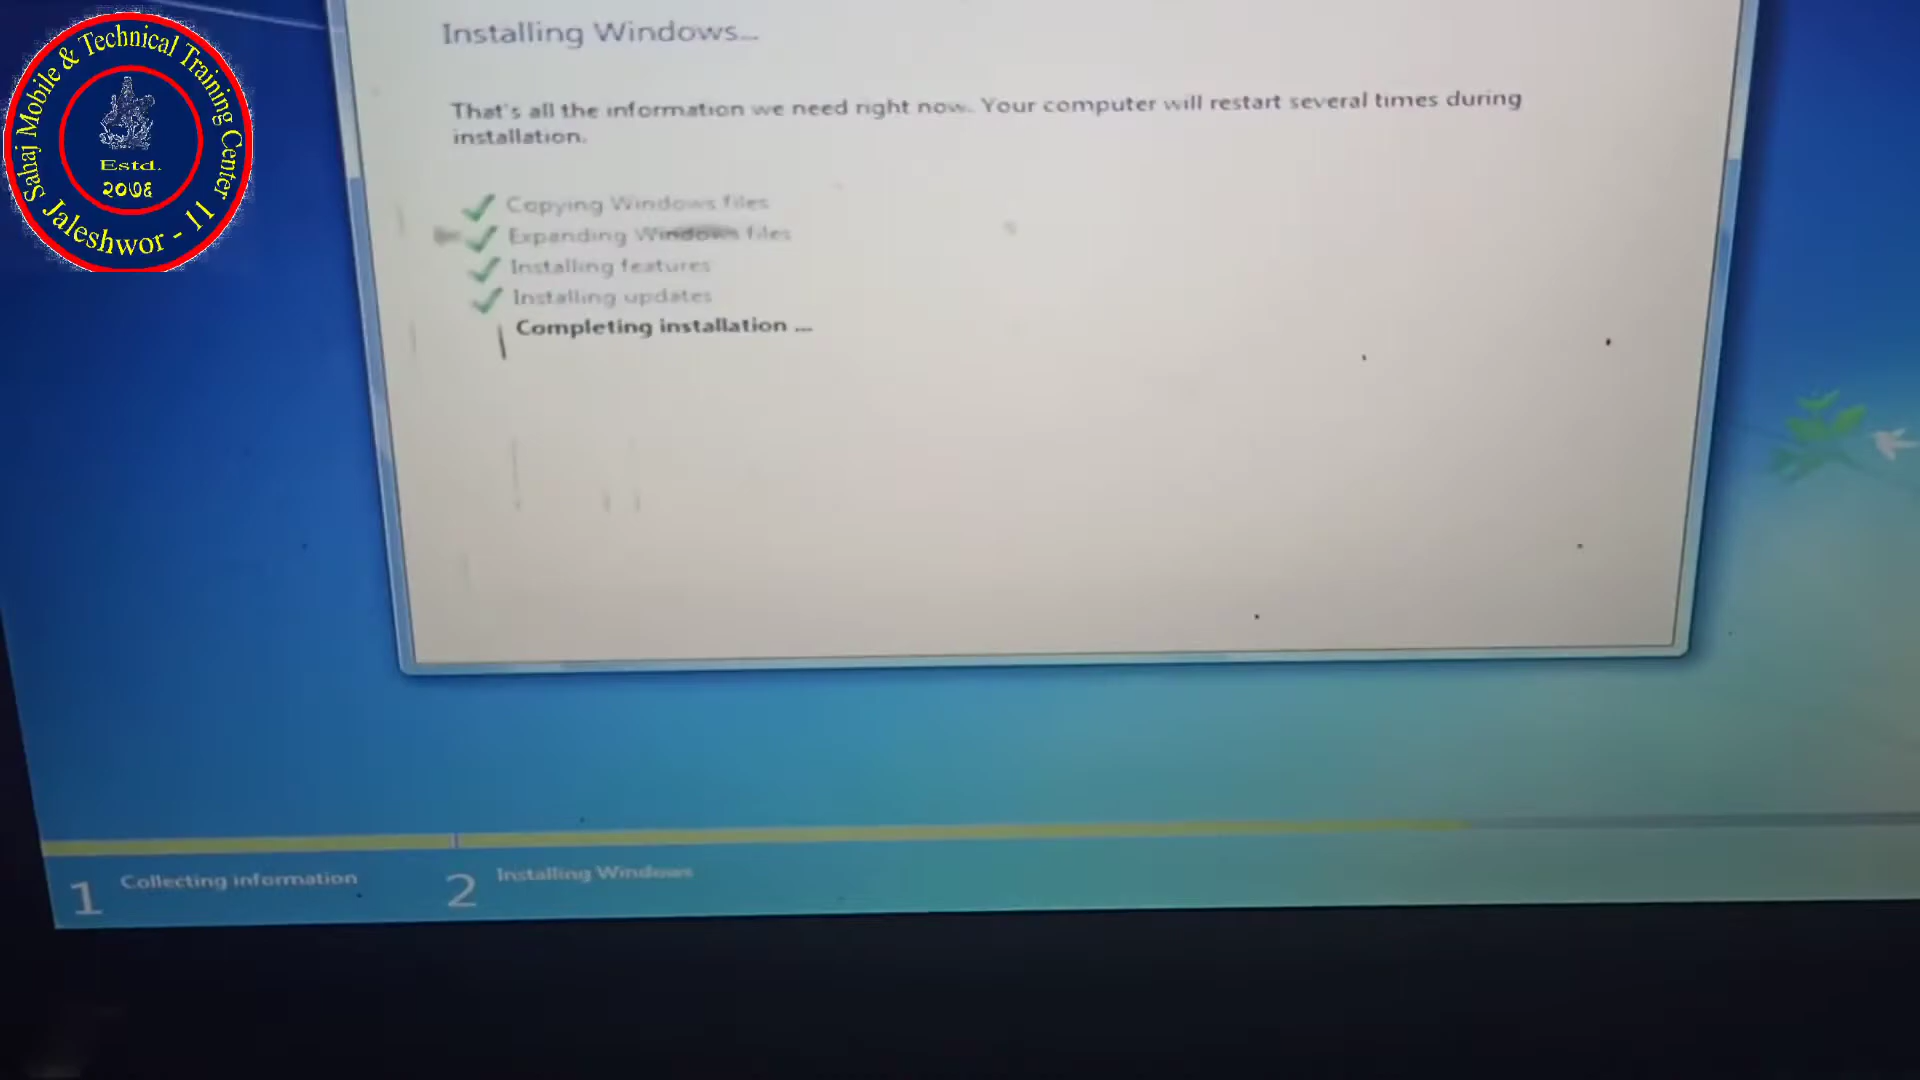 Sahaj Mobile & Technical Training Center
Estd.
२०७६
Jaleshwor - 11
Installing Windows...
That's all the information we need right now. Your computer will restart several times during
installation.
Copying Windows files
Expanding Windows files
Installing features
Installing updates
Completing installation ...
1 Collecting information
2 Installing Windows